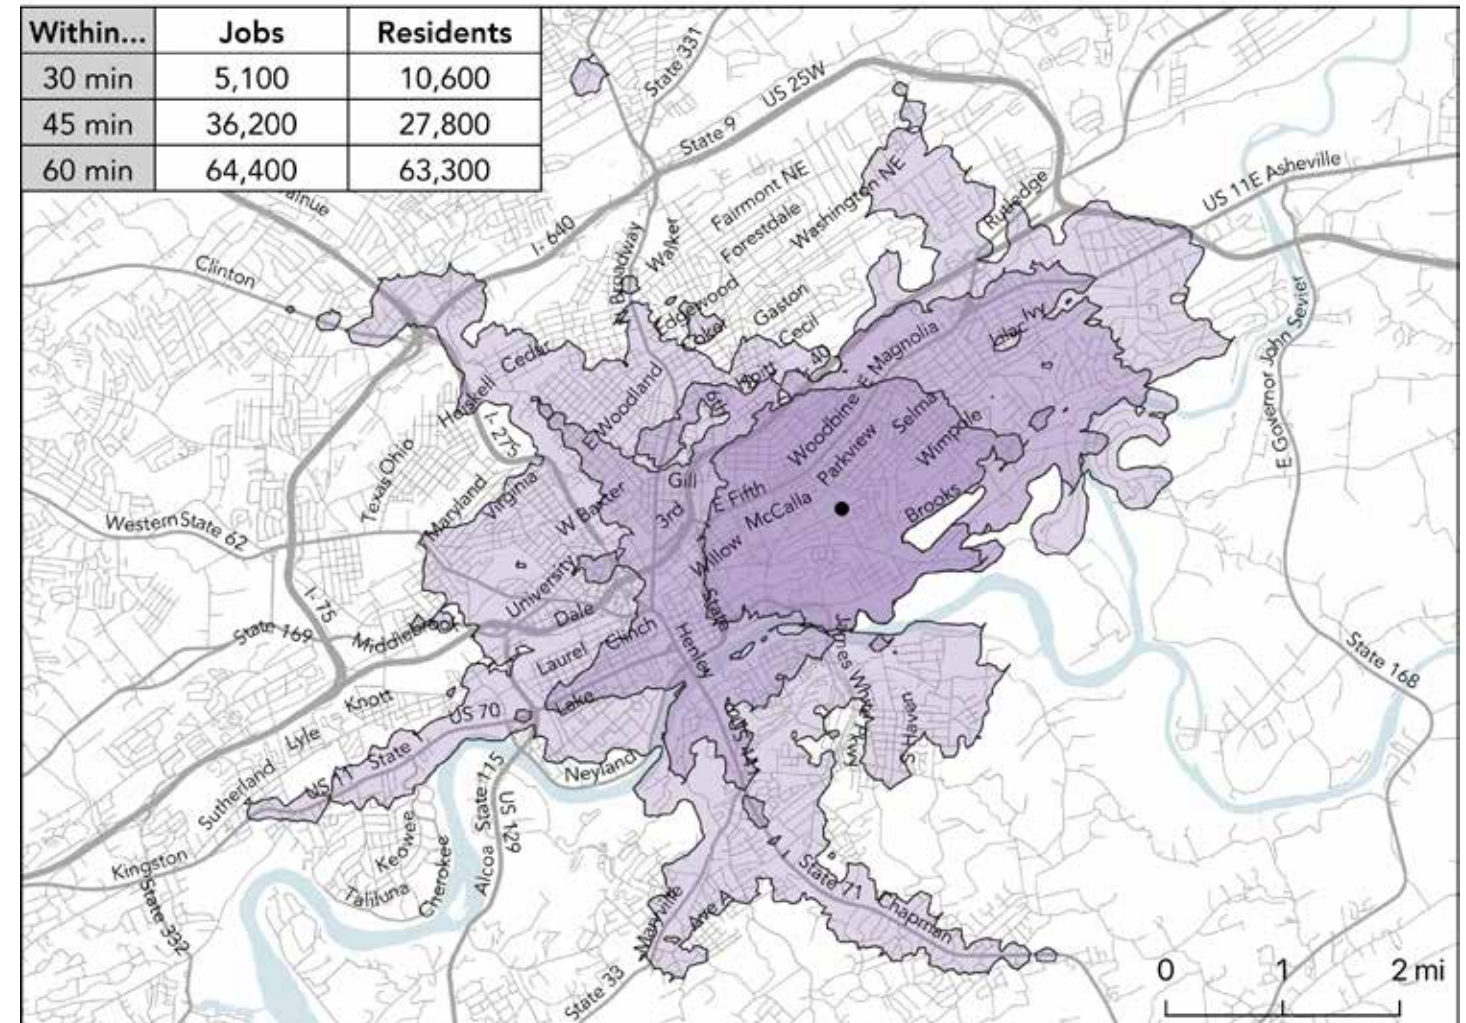 Within... Jobs Residents
30 min 5,100 10,600
45 min 36,200 27,800
60 min 64,400 63,300
State 331
US 25W
State 9
Fairmont NE
Washington NE
Forestdale
Rutledge
US 11E Asheville
I-640
Walker
Broadway
Clinton
Edgewood
Gaston
Cecil
40
E Governor John Sevier
Ivy
Lilac
E Magnolia
Cedar
Heiskell
E Woodland
I-275
Woodbine
Selma
Wimpole
Parkview
Texas
Ohio
Maryland
Virginia
Gill
E Fifth
McCalla
Brooks
W Baxter
3rd
Willow
Western State 62
University
Dale
State
I-75
State 169
Middlebrook
Laurel
Clinch
Henley
James White Pkwy
State 168
Knott
Lake
US 70
Lyle
S Haven
US 441
US 11 State
Neyland
Sutherland
State 115
US 129
Alcoa
Keowee
Kingston
Taliluna
Cherokee
State 332
State 71
Chapman
Maryville
Ave A
State 33
0 1 2 mi